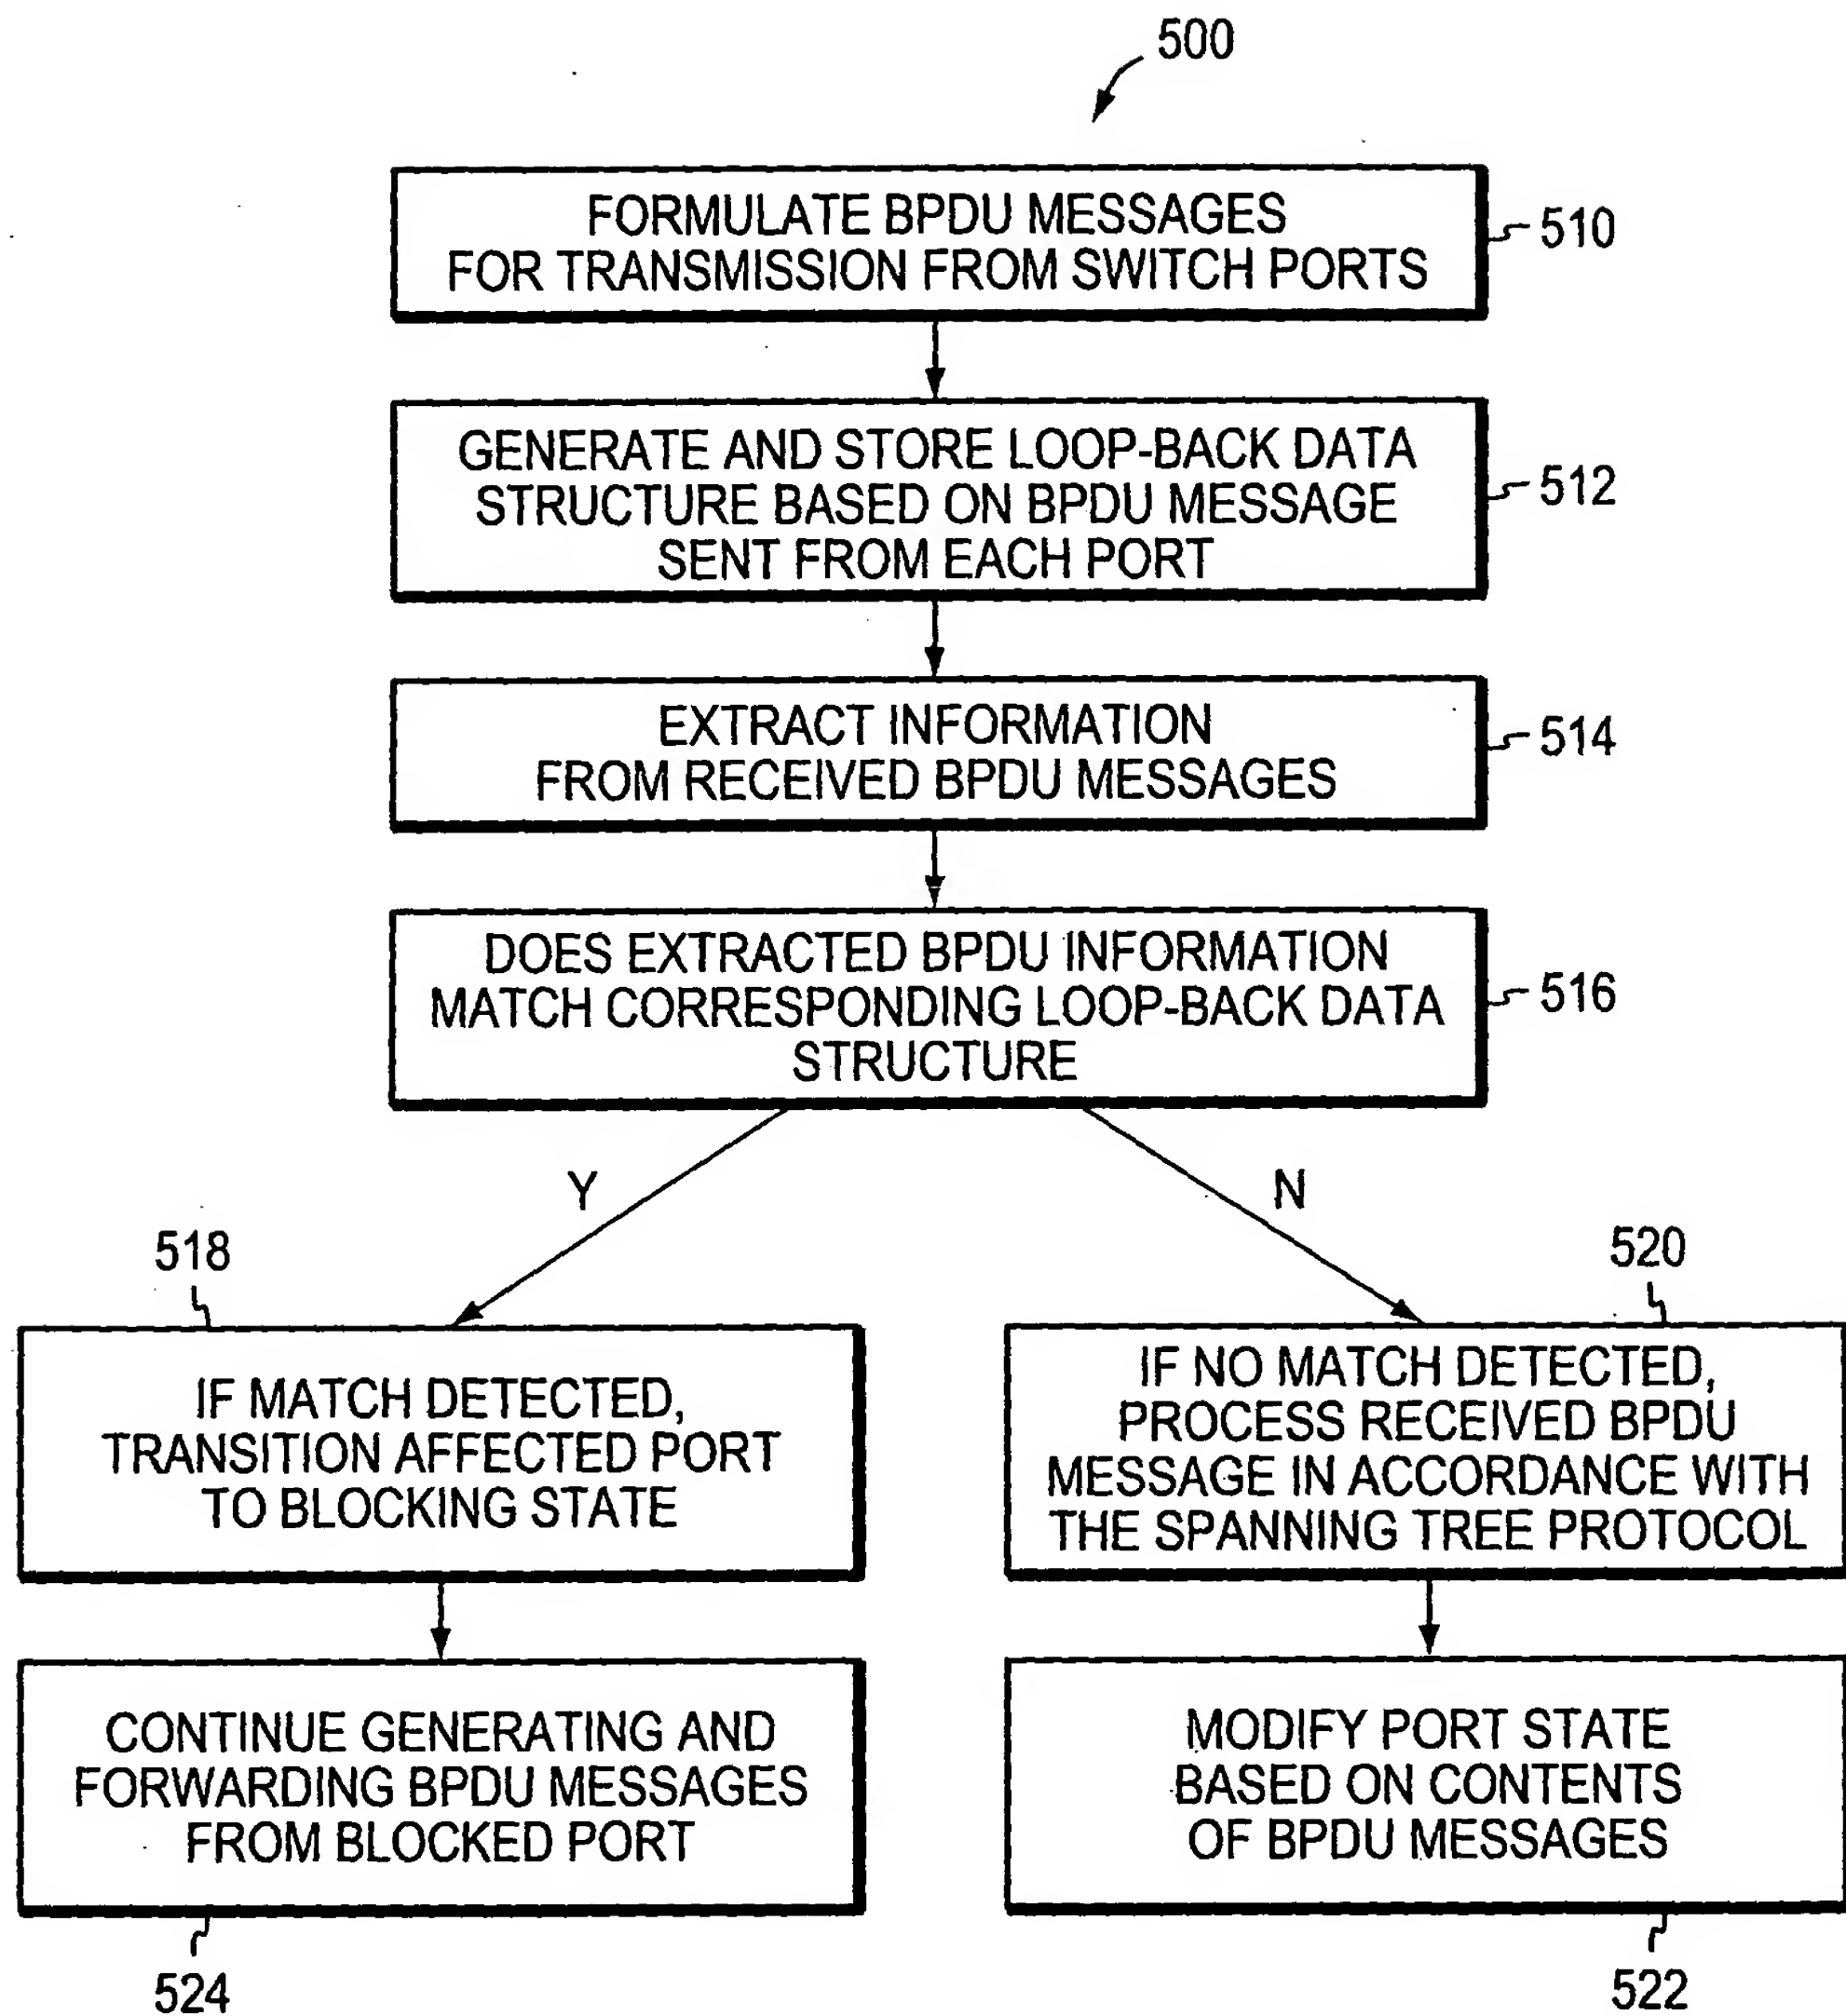 500
FORMULATE BPDU MESSAGES
FOR TRANSMISSION FROM SWITCH PORTS
510
GENERATE AND STORE LOOP-BACK DATA
STRUCTURE BASED ON BPDU MESSAGE
SENT FROM EACH PORT
512
EXTRACT INFORMATION
FROM RECEIVED BPDU MESSAGES
514
DOES EXTRACTED BPDU INFORMATION
MATCH CORRESPONDING LOOP-BACK DATA
STRUCTURE
516
Y
N
518
IF MATCH DETECTED,
TRANSITION AFFECTED PORT
TO BLOCKING STATE
520
IF NO MATCH DETECTED,
PROCESS RECEIVED BPDU
MESSAGE IN ACCORDANCE WITH
THE SPANNING TREE PROTOCOL
CONTINUE GENERATING AND
FORWARDING BPDU MESSAGES
FROM BLOCKED PORT
524
MODIFY PORT STATE
BASED ON CONTENTS
OF BPDU MESSAGES
522